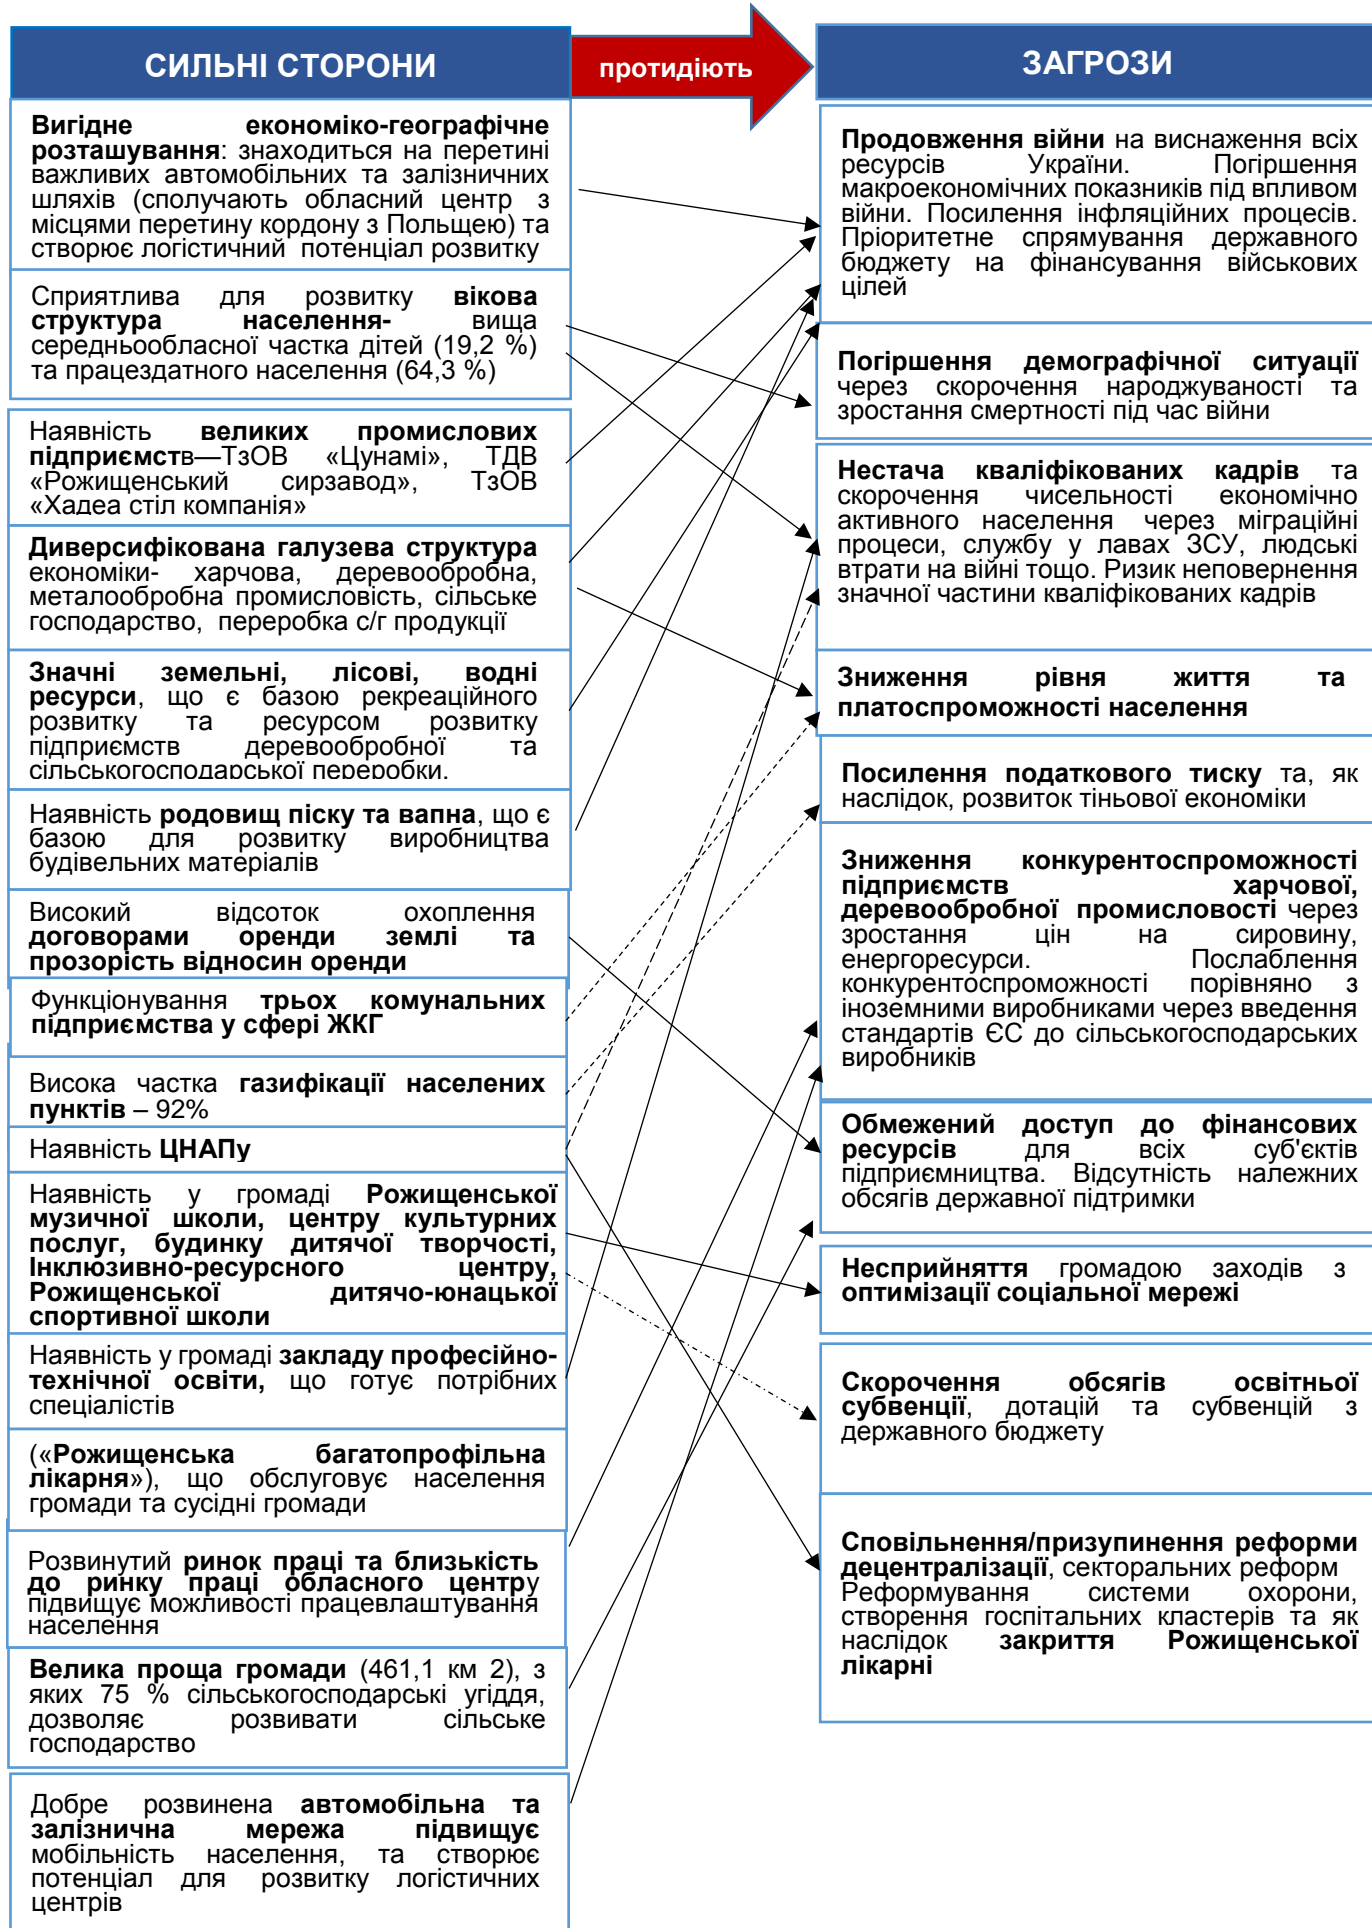 СИЛЬНІ СТОРОНИ
протидіють
ЗАГРОЗИ
Вигідне економіко-географічне
розташування: знаходиться на перетині
важливих автомобільних та залізничних
шляхів (сполучають обласний центр з
місцями перетину кордону з Польщею) та
створює логістичний потенціал розвитку
Сприятлива для розвитку вікова
структура населення- вища
середньообласної частка дітей (19,2 %)
та працездатного населення (64,3 %)
Наявність великих промислових
підприємств—ТзОВ «Цунамі», ТДВ
«Рожищенський сирзавод», ТзОВ
«Хадеа стіл компанія»
Диверсифікована галузева структура
економіки- харчова, деревообробна,
металообробна промисловість, сільське
господарство, переробка с/г продукції
Значні земельні, лісові, водні
ресурси, що є базою рекреаційного
розвитку та ресурсом розвитку
підприємств деревообробної та
сільськогосподарської переробки.
Наявність родовищ піску та вапна, що є
базою для розвитку виробництва
будівельних матеріалів
Високий відсоток охоплення
договорами оренди землі та
прозорість відносин оренди
Функціонування трьох комунальних
підприємства у сфері ЖКГ
Висока частка газифікації населених
пунктів – 92%
Наявність ЦНАПу
Наявність у громаді Рожищенської
музичної школи, центру культурних
послуг, будинку дитячої творчості,
Інклюзивно-ресурсного центру,
Рожищенської дитячо-юнацької
спортивної школи
Наявність у громаді закладу професійно-
технічної освіти, що готує потрібних
спеціалістів
(«Рожищенська багатопрофільна
лікарня»), що обслуговує населення
громади та сусідні громади
Розвинутий ринок праці та близькість
до ринку праці обласного центру
підвищує можливості працевлаштування
населення
Велика проща громади (461,1 км 2), з
яких 75 % сільськогосподарські угіддя,
дозволяє розвивати сільське
господарство
Добре розвинена автомобільна та
залізнична мережа підвищує
мобільність населення, та створює
потенціал для розвитку логістичних
центрів
Продовження війни на виснаження всіх
ресурсів України. Погіршення
макроекономічних показників під впливом
війни. Посилення інфляційних процесів.
Пріоритетне спрямування державного
бюджету на фінансування військових
цілей
Погіршення демографічної ситуації
через скорочення народжуваності та
зростання смертності під час війни
Нестача кваліфікованих кадрів та
скорочення чисельності економічно
активного населення через міграційні
процеси, службу у лавах ЗСУ, людські
втрати на війні тощо. Ризик неповернення
значної частини кваліфікованих кадрів
Зниження рівня життя та
платоспроможності населення
Посилення податкового тиску та, як
наслідок, розвиток тіньової економіки
Зниження конкурентоспроможності
підприємств харчової,
деревообробної промисловості через
зростання цін на сировину,
енергоресурси. Послаблення
конкурентоспроможності порівняно з
іноземними виробниками через введення
стандартів ЄС до сільськогосподарських
виробників
Обмежений доступ до фінансових
ресурсів для всіх суб'єктів
підприємництва. Відсутність належних
обсягів державної підтримки
Несприйняття громадою заходів з
оптимізації соціальної мережі
Скорочення обсягів освітньої
субвенції, дотацій та субвенцій з
державного бюджету
Сповільнення/призупинення реформи
децентралізації, секторальних реформ
Реформування системи охорони,
створення госпітальних кластерів та як
наслідок закриття Рожищенської
лікарні